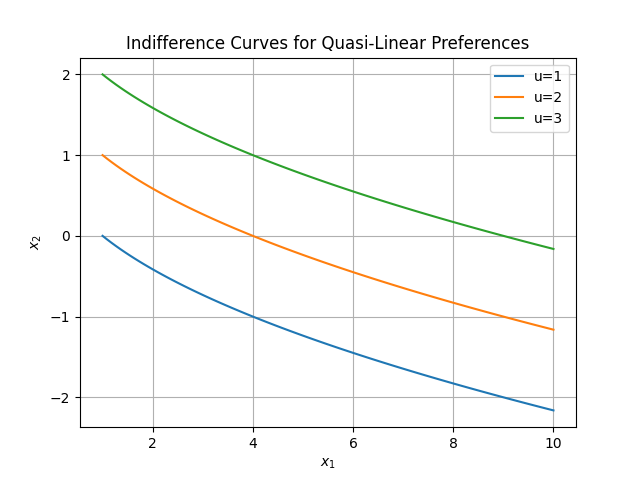 Indifference Curves for Quasi-Linear Preferences
u=1
u=2
u=3
2
1
0
−1
−2
x₂
2
4
6
8
10
x₁